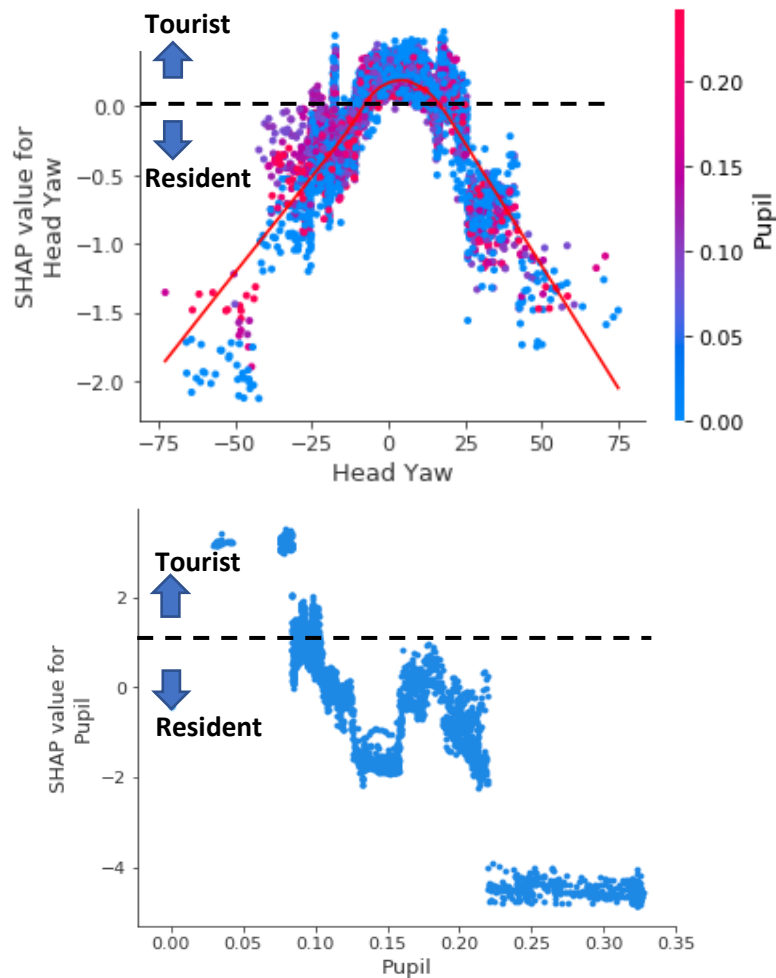 Tourist
0.20
0.0
SHAP value for
Head Yaw
Resident
−0.5
0.15
Pupil
−1.0
0.10
−1.5
0.05
−2.0
0.00
−75
−50
−25
0
25
50
75
Head Yaw
Tourist
2
SHAP value for
Pupil
0
Resident
−2
−4
0.00
0.05
0.10
0.15
0.20
0.25
0.30
0.35
Pupil